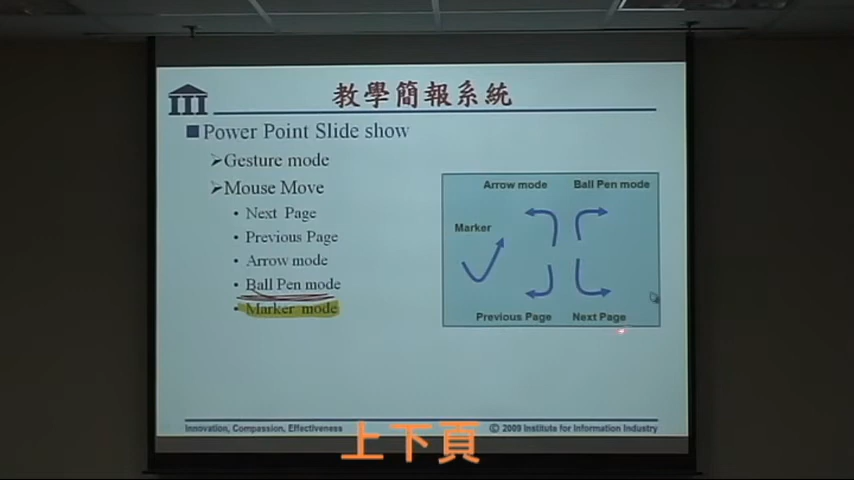 教學簡報系統
Power Point Slide show
Gesture mode
Mouse Move
Next Page
Previous Page
Arrow mode
Ball Pen mode
Marker mode
Arrow mode
Ball Pen mode
Marker
Previous Page
Next Page
Innovation, Compassion, Effectiveness
© 2009 Institute for Information Industry
上下頁